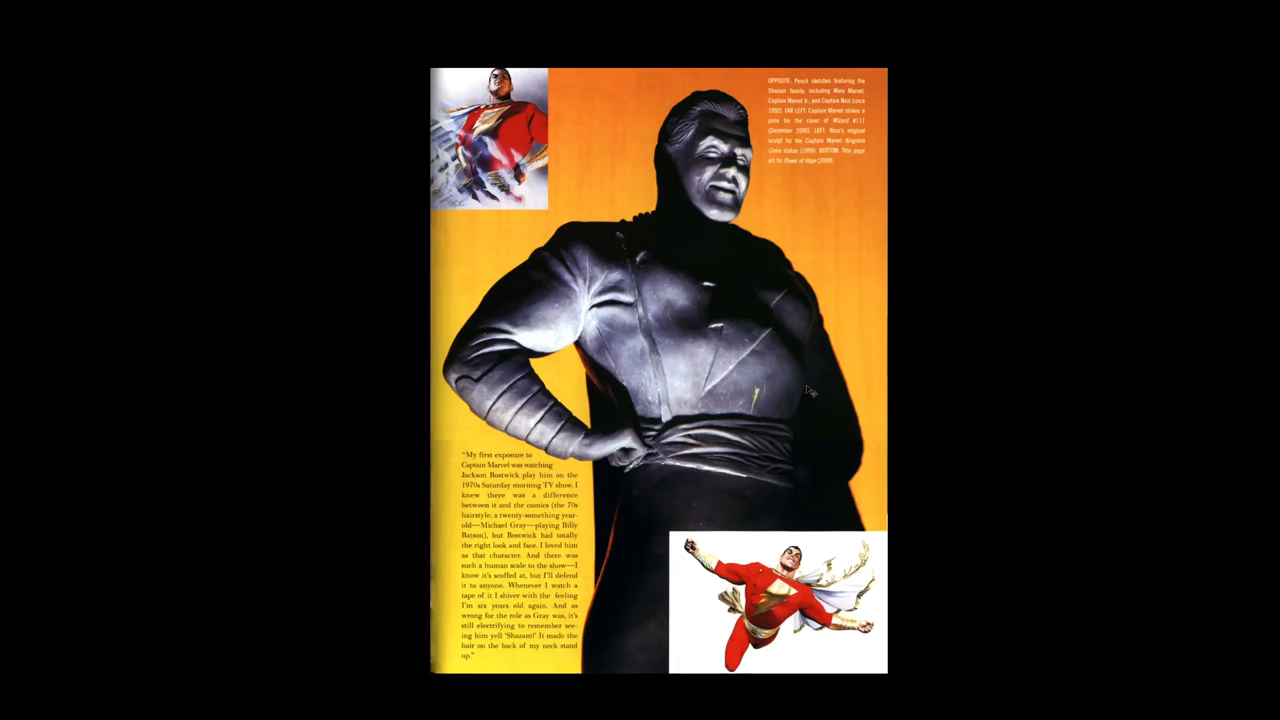 OPPOSITE: Pencil sketches featuring the
Shazam family, including Mary Marvel,
Captain Marvel Jr., and Captain Nazi (circa
1992). FAR LEFT: Captain Marvel strikes a
pose for the cover of Wizard #111
(December 2000). LEFT: Ross's original
sculpt for the Captain Marvel Kingdom
Come statue (1999). BOTTOM: Title page
art for Power of Hope (2000).
"My first exposure to
Captain Marvel was watching
Jackson Bostwick play him on the
1970s Saturday morning TV show. I
knew there was a difference
between it and the comics (the 70s
hairstyle, a twenty-something year-
old—Michael Gray—playing Billy
Batson), but Bostwick had totally
the right look and face. I loved him
as that character. And there was
such a human scale to the show—I
know it's scoffed at, but I'll defend
it to anyone. Whenever I watch a
tape of it I shiver with the feeling
I'm six years old again. And as
wrong for the role as Gray was, it's
still electrifying to remember see-
ing him yell 'Shazam!' It made the
hair on the back of my neck stand
up."